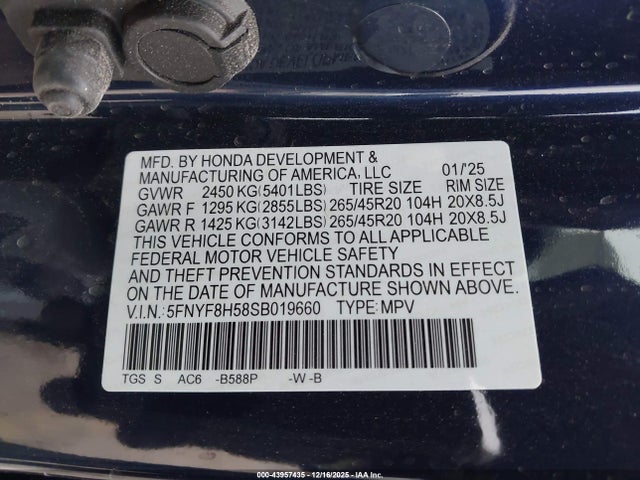 MFD. BY HONDA DEVELOPMENT &
MANUFACTURING OF AMERICA, LLC 01/'25
GVWR 2450 KG(5401LBS) TIRE SIZE RIM SIZE
GAWR F 1295 KG(2855LBS) 265/45R20 104H 20X8.5J
GAWR R 1425 KG(3142LBS) 265/45R20 104H 20X8.5J
THIS VEHICLE CONFORMS TO ALL APPLICABLE
FEDERAL MOTOR VEHICLE SAFETY
AND THEFT PREVENTION STANDARDS IN EFFECT
ON THE DATE OF MANUFACTURE SHOWN ABOVE.
V.I.N.: 5FNYF8H58SB019660 TYPE: MPV
TGS S AC6 -B588P -W -B
000-43957435 - 12/16/2025 - IAA Inc.